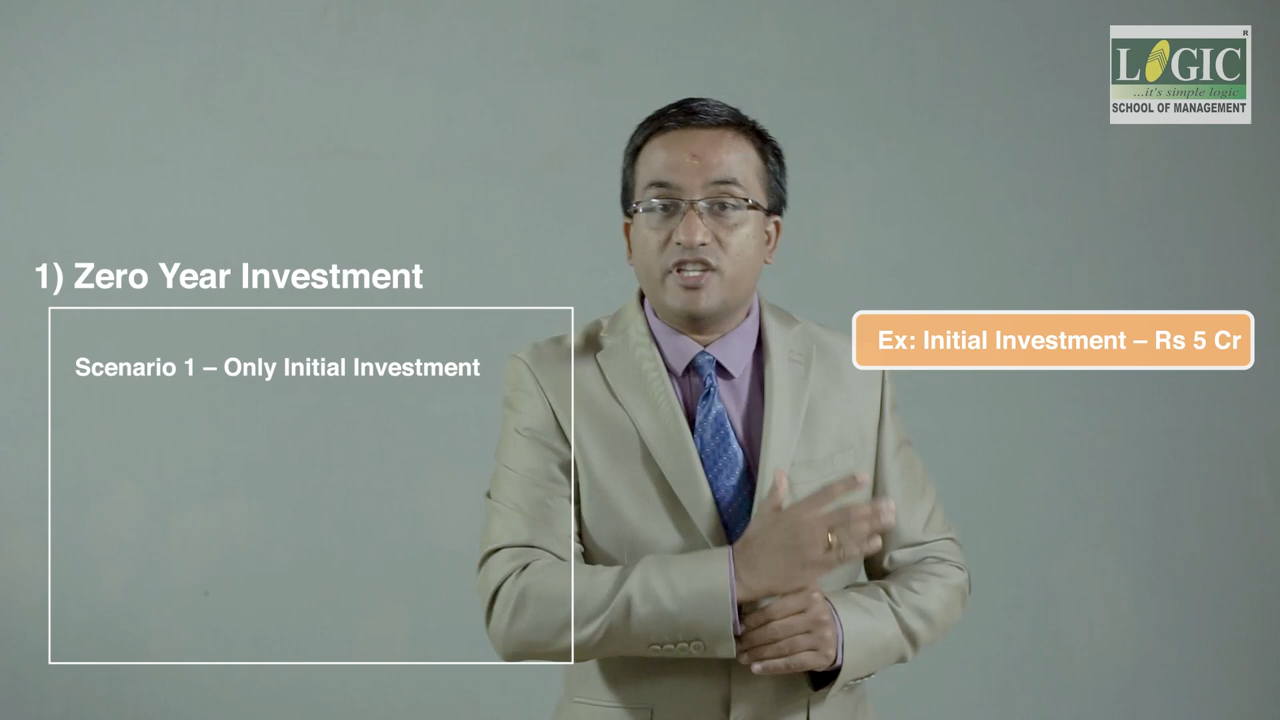 R
LOGIC
...it's simple logic
SCHOOL OF MANAGEMENT
1) Zero Year Investment
Ex: Initial Investment – Rs 5 Cr
Scenario 1 – Only Initial Investment